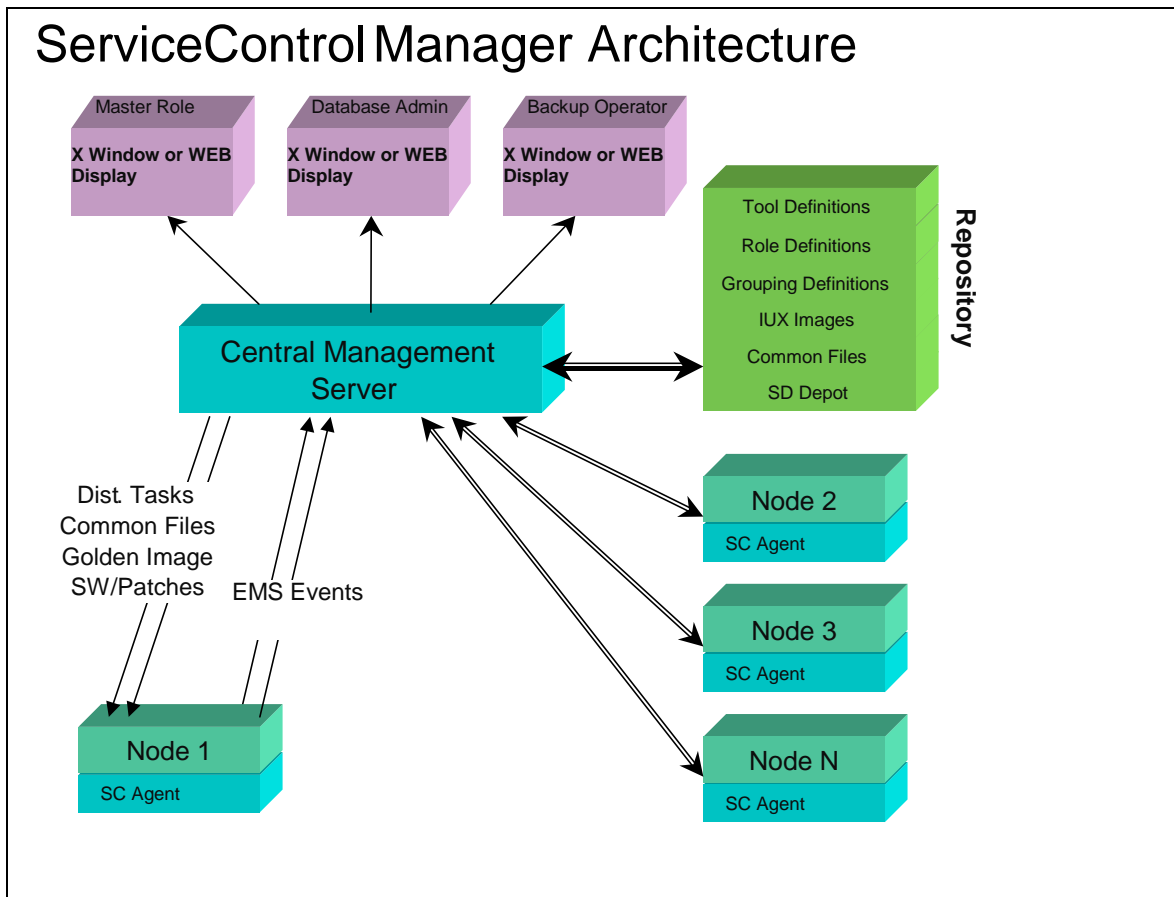 ServiceControl Manager Architecture
Master Role
X Window or WEB
Display
Database Admin
X Window or WEB
Display
Backup Operator
X Window or WEB
Display
Tool Definitions
Role Definitions
Grouping Definitions
IUX Images
Common Files
SD Depot
Repository
Central Management
Server
Dist. Tasks
Common Files
Golden Image
SW/Patches
EMS Events
Node 1
SC Agent
Node 2
SC Agent
Node 3
SC Agent
Node N
SC Agent